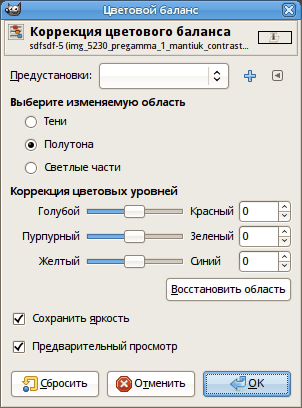 Цветовой баланс
Коррекция цветового баланса
sdfsdf-5 (img_5230_pregamma_1_mantiuk_contrast...
Предустановки:
Выберите изменяемую область
Тени
Полутона
Светлые части
Коррекция цветовых уровней
Голубой Красный 0
Пурпурный Зеленый 0
Желтый Синий 0
Восстановить область
Сохранить яркость
Предварительный просмотр
Сбросить Отменить OK